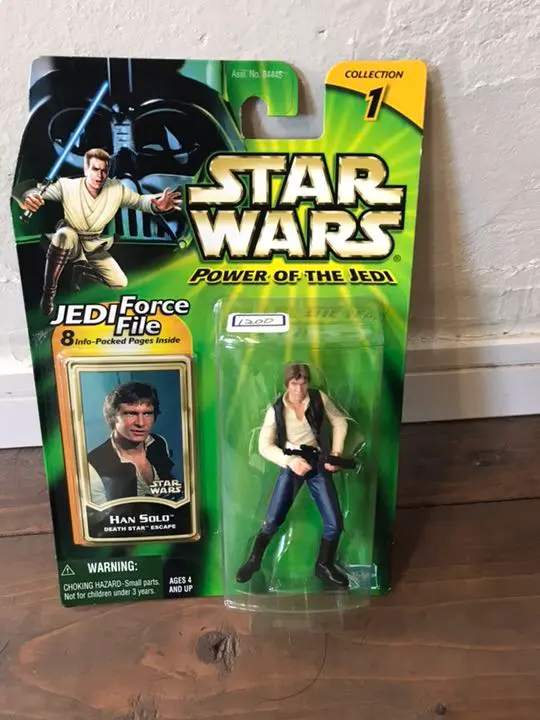 Asst. No. 84445
COLLECTION
1
STAR
WARS®
POWER OF THE JEDI
JEDI Force
File
8 Info-Packed Pages Inside
1200
STAR
WARS
HAN SOLO™
DEATH STAR™ ESCAPE
WARNING:
CHOKING HAZARD-Small parts.
Not for children under 3 years.
AGES 4
AND UP